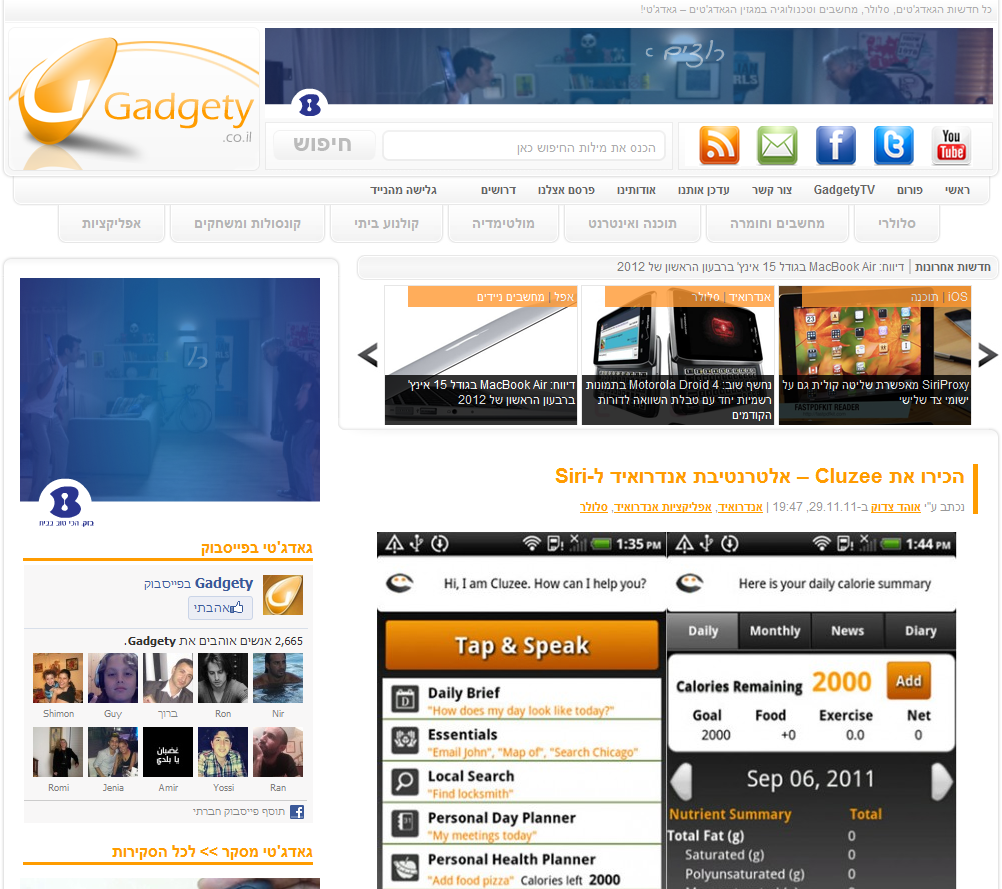 כל חדשות הגאדג'טים, סלולר, מחשבים וטכנולוגיה במגזין הגאדג'טים – גאדג'טי!
Gadgety
.co.il
רוצים >
B
חיפוש
הכנס את מילות החיפוש כאן
You
Tube
ראשי
פורום
GadgetyTV
צור קשר
עדכן אותנו
אודותינו
פרסם אצלנו
דרושים
גלישה מהנייד
סלולרי
מחשבים וחומרה
תוכנה ואינטרנט
מולטימדיה
קולנוע ביתי
קונסולות ומשחקים
אפליקציות
חדשות אחרונות | דיווח: MacBook Air בגודל 15 אינץ' ברבעון הראשון של 2012
iOS | תוכנה
SiriProxy מאפשרת שליטה קולית גם על
ישומי צד שלישי
FASTPDFKIT READER
אנדרואיד | סלולר
נחשף שוב: Motorola Droid 4 בתמונות
רשמיות יחד עם טבלת השוואה לדורות
הקודמים
אפל | מחשבים ניידים
דיווח: MacBook Air בגודל 15 אינץ'
ברבעון הראשון של 2012
הכירו את Cluzee – אלטרנטיבת אנדרואיד ל-Siri
נכתב ע"י אוהד צדוק ב-29.11.11, 19:47 | אנדרואיד, אפליקציות אנדרואיד, סלולר
1:35 PM
Hi, I am Cluzee. How can I help you?
Tap & Speak
Daily Brief
"How does my day look like today?"
Essentials
"Email John", "Map of", "Search Chicago"
Local Search
"Find locksmith"
Personal Day Planner
"My meetings today"
Personal Health Planner
"Add food pizza" Calories left 2000
1:44 PM
Here is your daily calorie summary
Daily
Monthly
News
Diary
Calories Remaining 2000 Add
Goal Food Exercise Net
2000 +0 0.0 0
Sep 06, 2011
Nutrient Summary Total
Total Fat (g) 0
Saturated (g) 0
Polyunsaturated (g) 0
בזק הכי טוב בבית
גאדג'טי בפייסבוק
Gadgety בפייסבוק
אהבתי
2,665 אנשים אוהבים את Gadgety.
Shimon
Guy
ברוך
Ron
Nir
غضبان
يا بلدي
Romi
Jenia
Amir
Yossi
Ran
תוסף פייסבוק חברתי
גאדג'טי מסקר >> לכל הסקירות